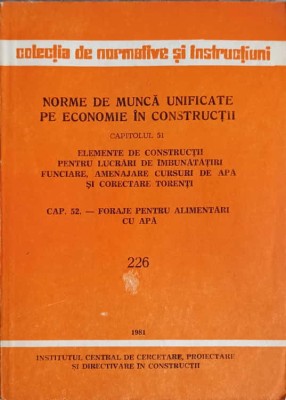 colecția de normative și instrucțiuni
NORME DE MUNCĂ UNIFICATE
PE ECONOMIE ÎN CONSTRUCȚII
CAPITOLUL 51
ELEMENTE DE CONSTRUCȚII
PENTRU LUCRĂRI DE ÎMBUNĂTĂȚIRI
FUNCIARE, AMENAJARE CURSURI DE APĂ
ȘI CORECTARE TORENȚI
CAP. 52. — FORAJE PENTRU ALIMENTĂRI
CU APĂ
226
1981
INSTITUTUL CENTRAL DE CERCETARE, PROIECTARE
ȘI DIRECTIVARE ÎN CONSTRUCȚII